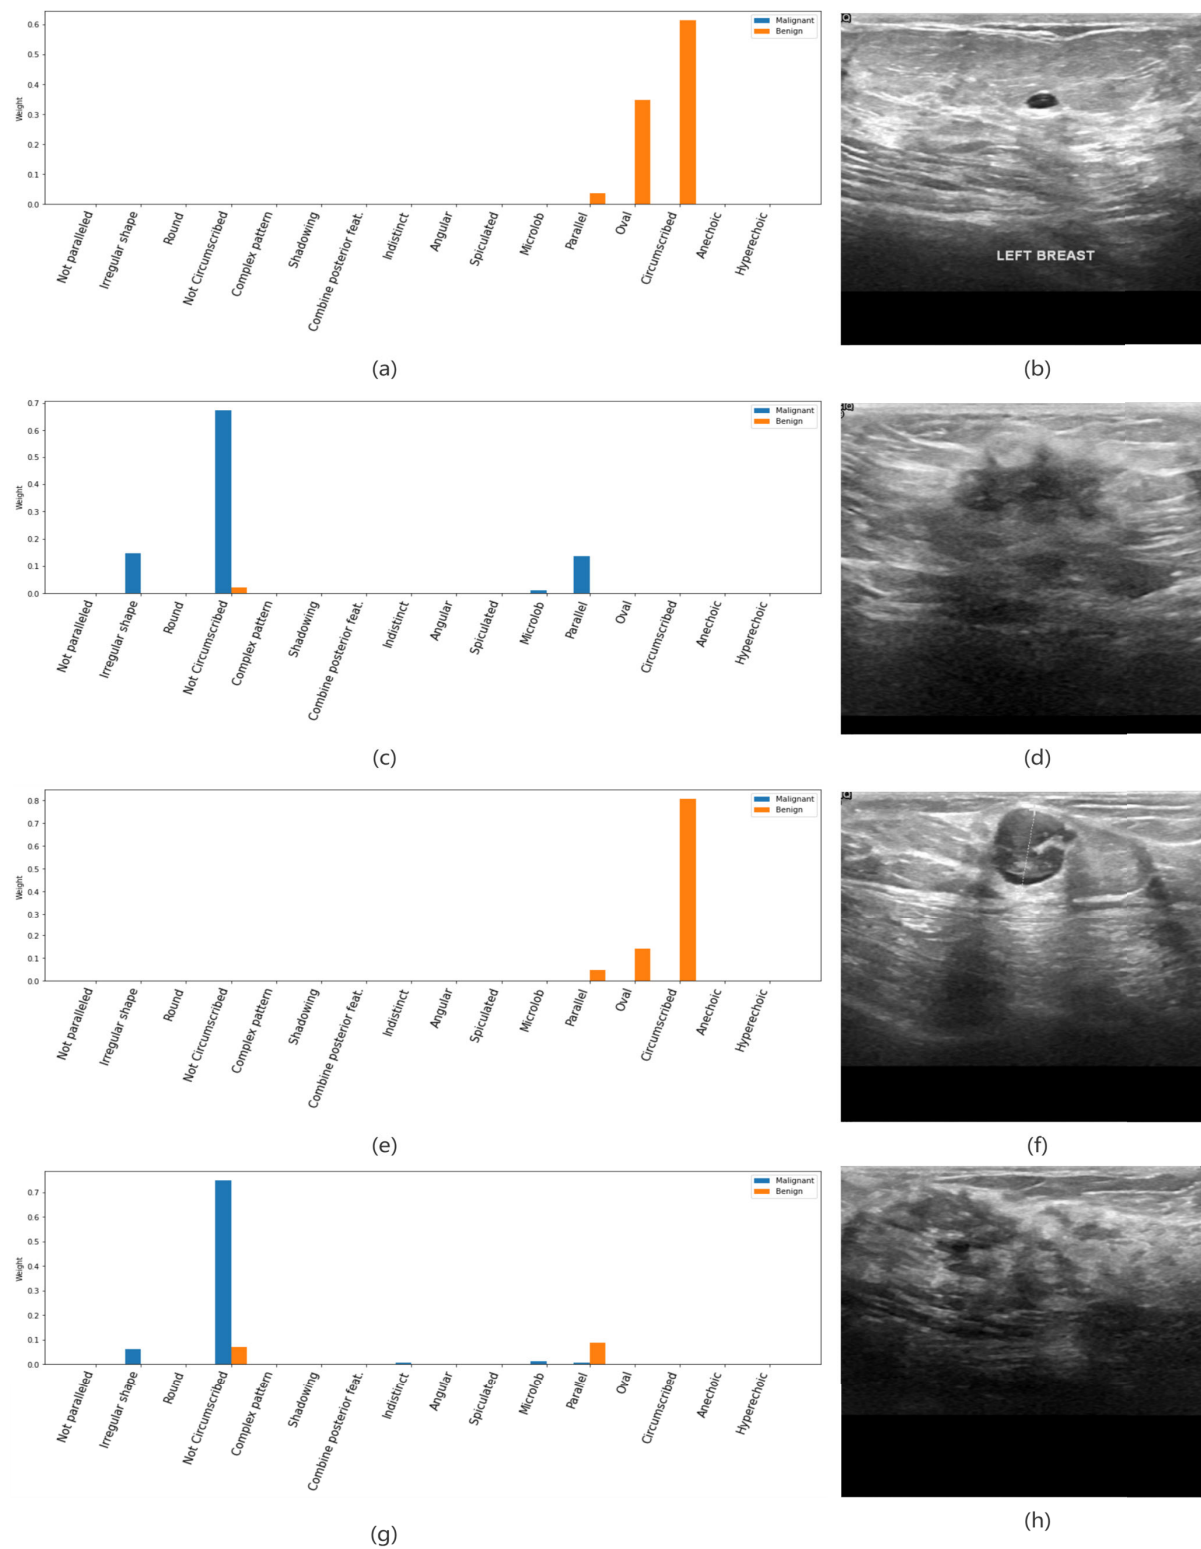 0.6
0.5
0.4
0.3
0.2
0.1
0.0
Weight
Malignant
Benign
Not paralleled
Irregular shape
Round
Not Circumscribed
Complex pattern
Shadowing
Combine posterior feat.
Indistinct
Angular
Spiculated
Microlob
Parallel
Oval
Circumscribed
Anechoic
Hyperechoic
LEFT BREAST
(a)
(b)
0.7
0.6
0.5
0.4
0.3
0.2
0.1
0.0
Weight
Malignant
Benign
Not paralleled
Irregular shape
Round
Not Circumscribed
Complex pattern
Shadowing
Combine posterior feat.
Indistinct
Angular
Spiculated
Microlob
Parallel
Oval
Circumscribed
Anechoic
Hyperechoic
(c)
(d)
0.8
0.7
0.6
0.5
0.4
0.3
0.2
0.1
0.0
Weight
Malignant
Benign
Not paralleled
Irregular shape
Round
Not Circumscribed
Complex pattern
Shadowing
Combine posterior feat.
Indistinct
Angular
Spiculated
Microlob
Parallel
Oval
Circumscribed
Anechoic
Hyperechoic
(e)
(f)
0.7
0.6
0.5
0.4
0.3
0.2
0.1
0.0
Weight
Malignant
Benign
Not paralleled
Irregular shape
Round
Not Circumscribed
Complex pattern
Shadowing
Combine posterior feat.
Indistinct
Angular
Spiculated
Microlob
Parallel
Oval
Circumscribed
Anechoic
Hyperechoic
(g)
(h)